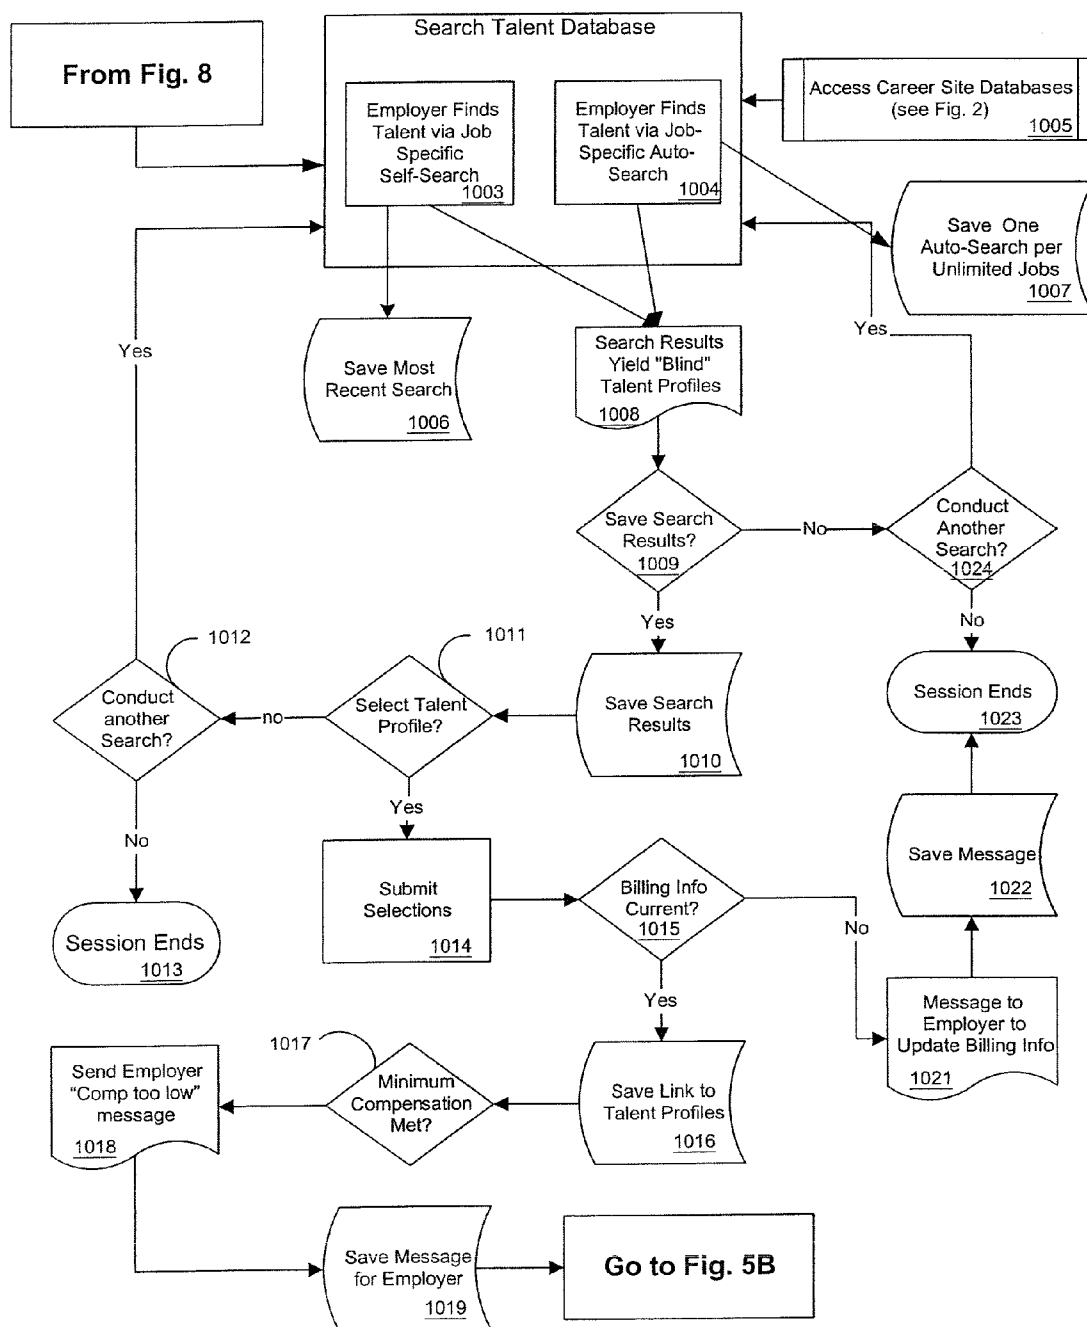 Search Talent Database
From Fig. 8
Employer Finds
Talent via Job
Specific
Self-Search
1003
Employer Finds
Talent via Job-
Specific Auto-
Search
1004
Access Career Site Databases
(see Fig. 2)
1005
Save One
Auto-Search per
Unlimited Jobs
1007
Yes
Yes
Save Most
Recent Search
1006
Search Results
Yield "Blind"
Talent Profiles
1008
Save Search
Results?
1009
No
Conduct
Another
Search?
1024
Yes
No
1012
1011
Conduct
another
Search?
no
Select Talent
Profile?
Save Search
Results
1010
Session Ends
1023
Yes
No
Submit
Selections
1014
Billing Info
Current?
1015
No
Save Message
1022
Session Ends
1013
Yes
Message to
Employer to
Update Billing Info
1021
1017
Send Employer
“Comp too low”
message
1018
Minimum
Compensation
Met?
Save Link to
Talent Profiles
1016
Save Message
for Employer
1019
Go to Fig. 5B